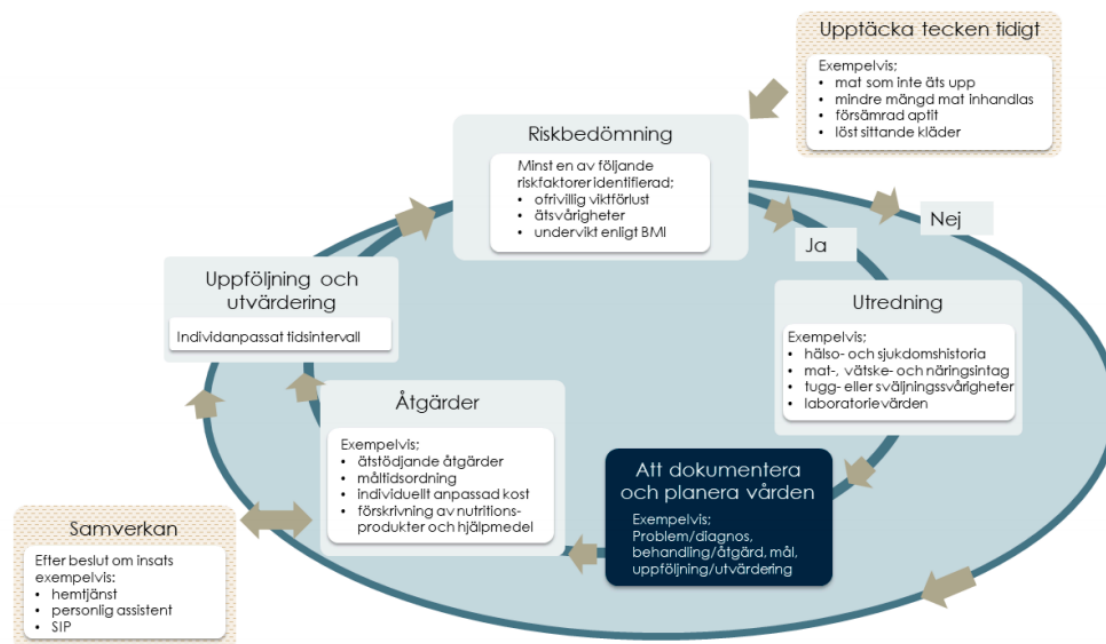 Upptäcka tecken tidigt
Exempelvis;
• mat som inte äts upp
• mindre mängd mat inhandlas
• försämrad aptit
• löst sittande kläder
Riskbedömning
Minst en av följande
riskfaktorer identifierad;
• ofrivillig viktförlust
• ätsvårigheter
• undervikt enligt BMI
Nej
Ja
Utredning
Exempelvis;
• hälso- och sjukdomshistoria
• mat-, vätske- och näringsintag
• tugg- eller sväljningssvårigheter
• laboratorievärden
Att dokumentera
och planera vården
Exempelvis;
Problem/diagnos,
behandling/åtgärd, mål,
uppföljning/utvärdering
Åtgärder
Exempelvis;
• ätstödjande åtgärder
• måltidsordning
• individuellt anpassad kost
• förskrivning av nutritions-
produkter och hjälpmedel
Uppföljning och
utvärdering
Individanpassat tidsintervall
Samverkan
Efter beslut om insats
exempelvis:
• hemtjänst
• personlig assistent
• SIP